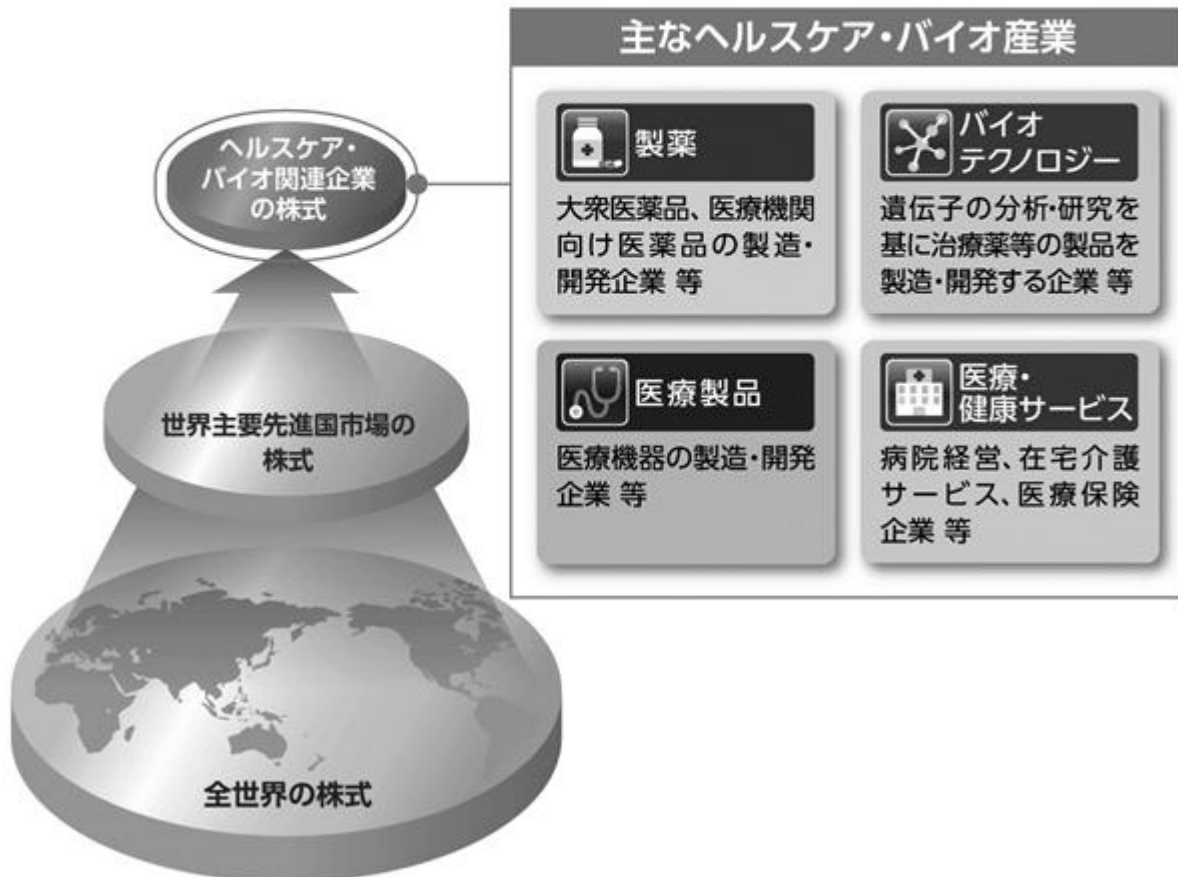 主なヘルスケア・バイオ産業
ヘルスケア・
バイオ関連企業
の株式
製薬
大衆医薬品、医療機関
向け医薬品の製造・
開発企業 等
バイオ
テクノロジー
遺伝子の分析・研究を
基に治療薬等の製品を
製造・開発する企業 等
医療製品
医療機器の製造・開発
企業 等
医療・
健康サービス
病院経営、在宅介護
サービス、医療保険
企業 等
世界主要先進国市場の
株式
全世界の株式